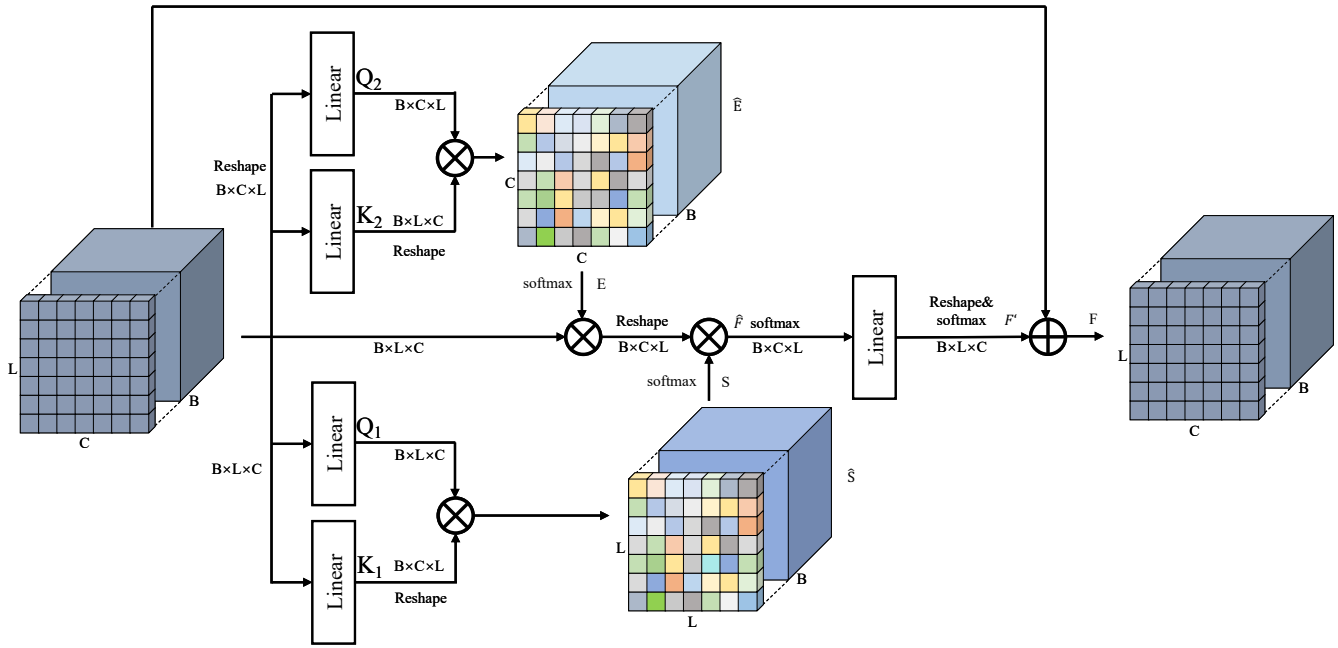 Linear
Q2
B×C×L
Reshape
B×C×L
Linear
K2
B×L×C
Reshape
C
C
B
Ê
softmax
E
L
C
B
B×L×C
Reshape
B×C×L
F̂
softmax
B×C×L
softmax
S
Linear
Reshape&
softmax
F‘
B×L×C
F
L
C
B
B×L×C
Linear
Q1
B×L×C
Linear
K1
B×C×L
Reshape
L
L
B
Ŝ